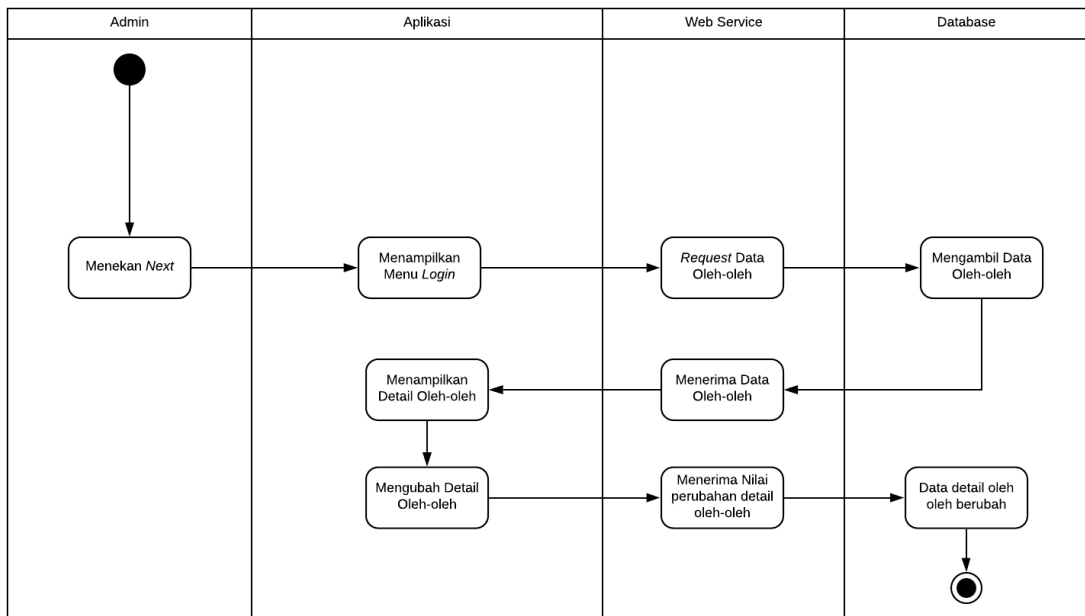 Admin
Aplikasi
Web Service
Database
Menekan Next
Menampilkan
Menu Login
Request Data
Oleh-oleh
Mengambil Data
Oleh-oleh
Menampilkan
Detail Oleh-oleh
Menerima Data
Oleh-oleh
Mengubah Detail
Oleh-oleh
Menerima Nilai
perubahan detail
oleh-oleh
Data detail oleh
oleh berubah